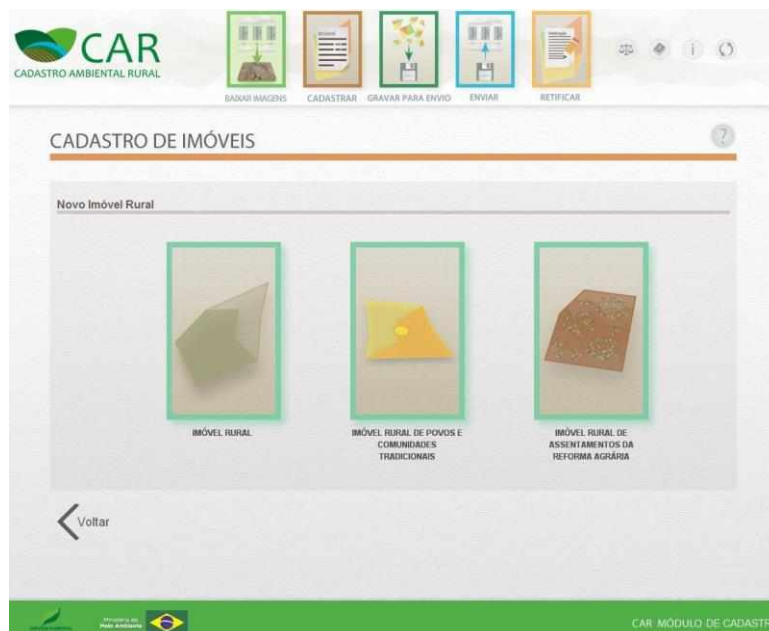 CAR
CADASTRO AMBIENTAL RURAL
BAIXAR IMAGENS
CADASTRAR
GRAVAR PARA ENVIO
ENVIAR
RETIFICAR
CADASTRO DE IMÓVEIS
?
Novo Imóvel Rural
IMÓVEL RURAL
IMÓVEL RURAL DE POVOS E
COMUNIDADES
TRADICIONAIS
IMÓVEL RURAL DE
ASSENTAMENTOS DA
REFORMA AGRÁRIA
Voltar
Ministério do
Meio Ambiente
CAR MÓDULO DE CADASTR